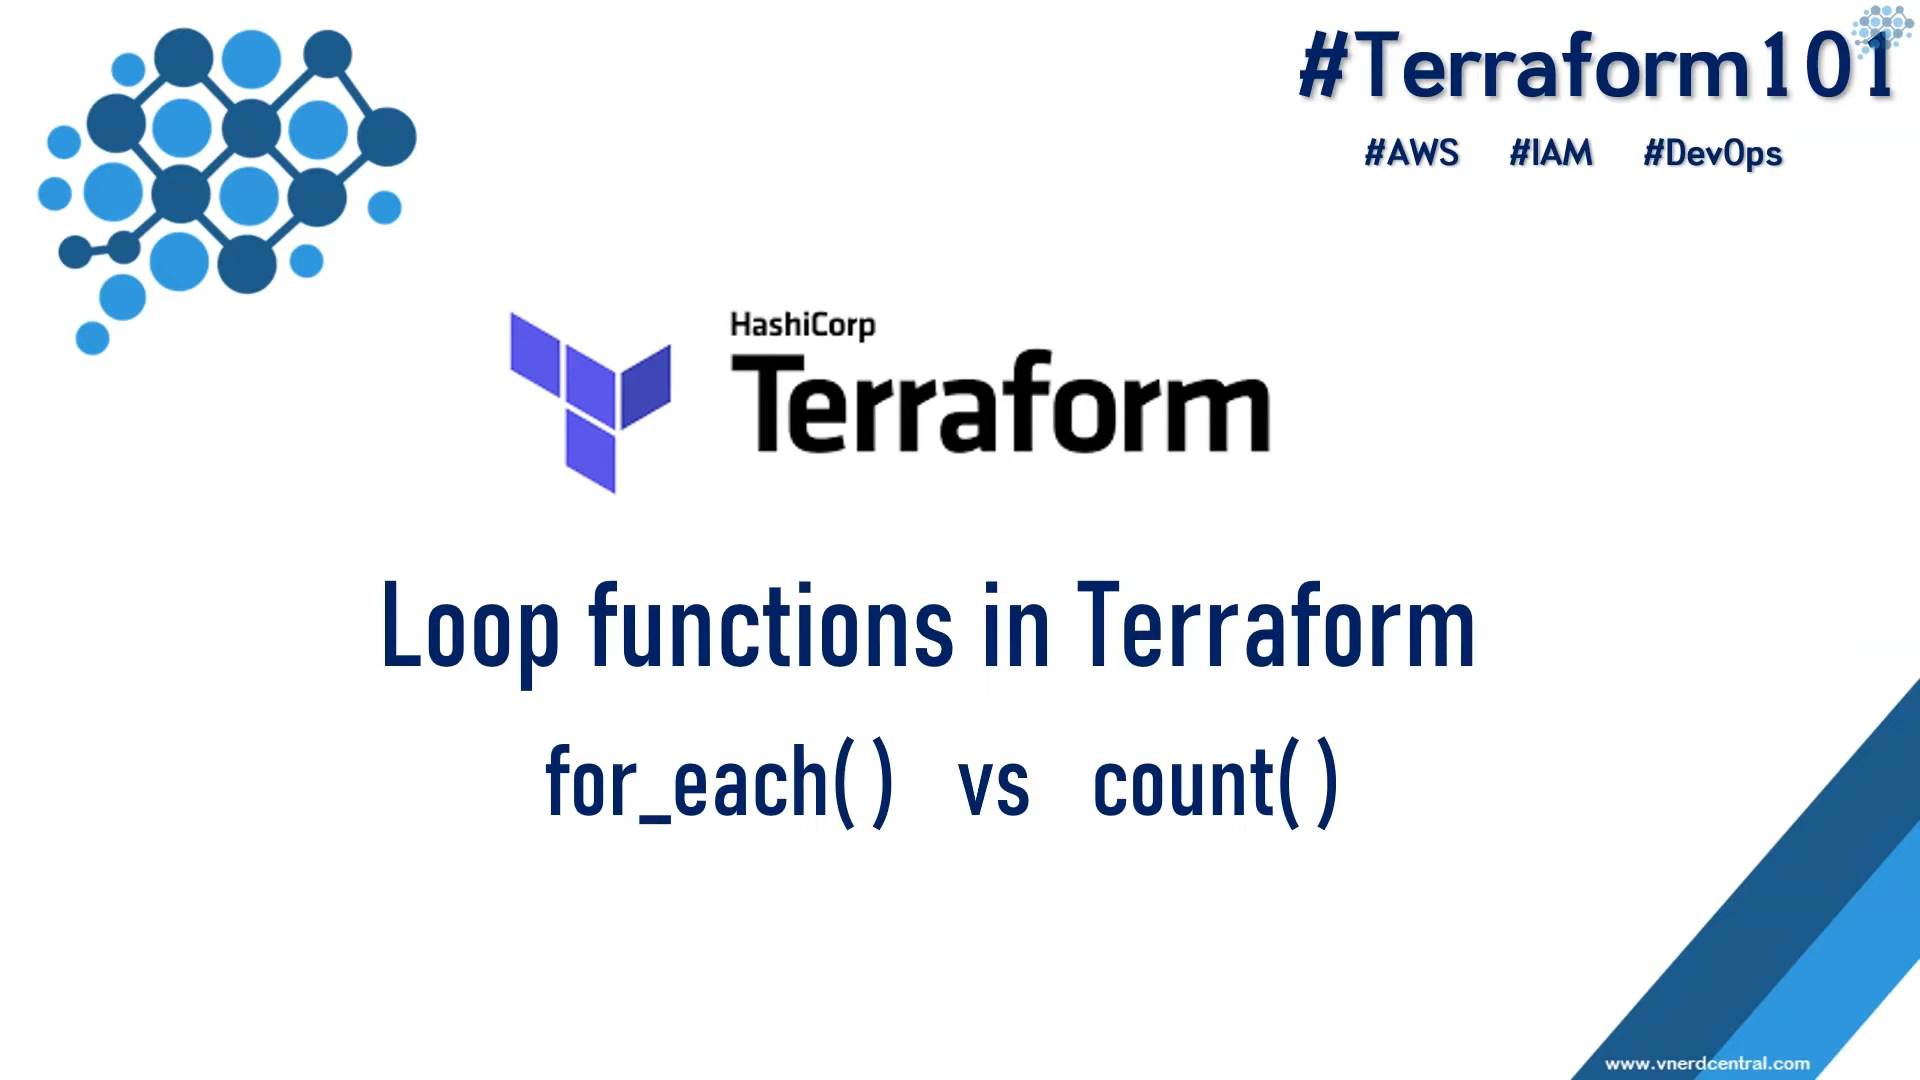 #Terraform101
#AWS #IAM #DevOps
HashiCorp
Terraform
Loop functions in Terraform
for_each() vs count()
www.vnerdcentral.com